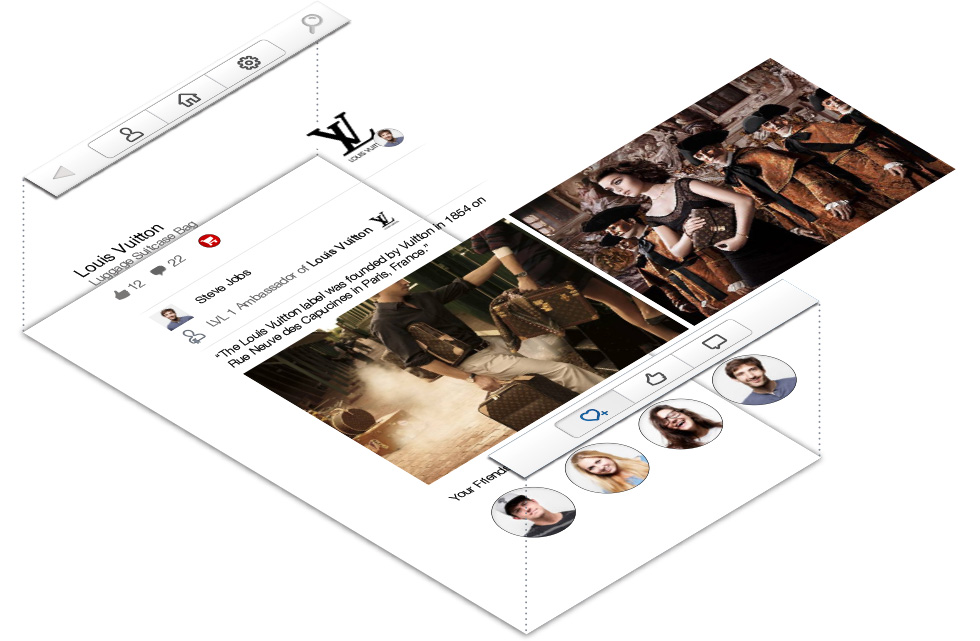 LV
LOUIS VUITT
Louis Vuitton
Luggage Suitcase Bag
12 22
Steve Jobs
LVL 1 Ambassador of Louis Vuitton LV
“The Louis Vuitton label was founded by Vuitton in 1854 on
Rue Neuve des Capucines in Paris, France.”
Your Friends